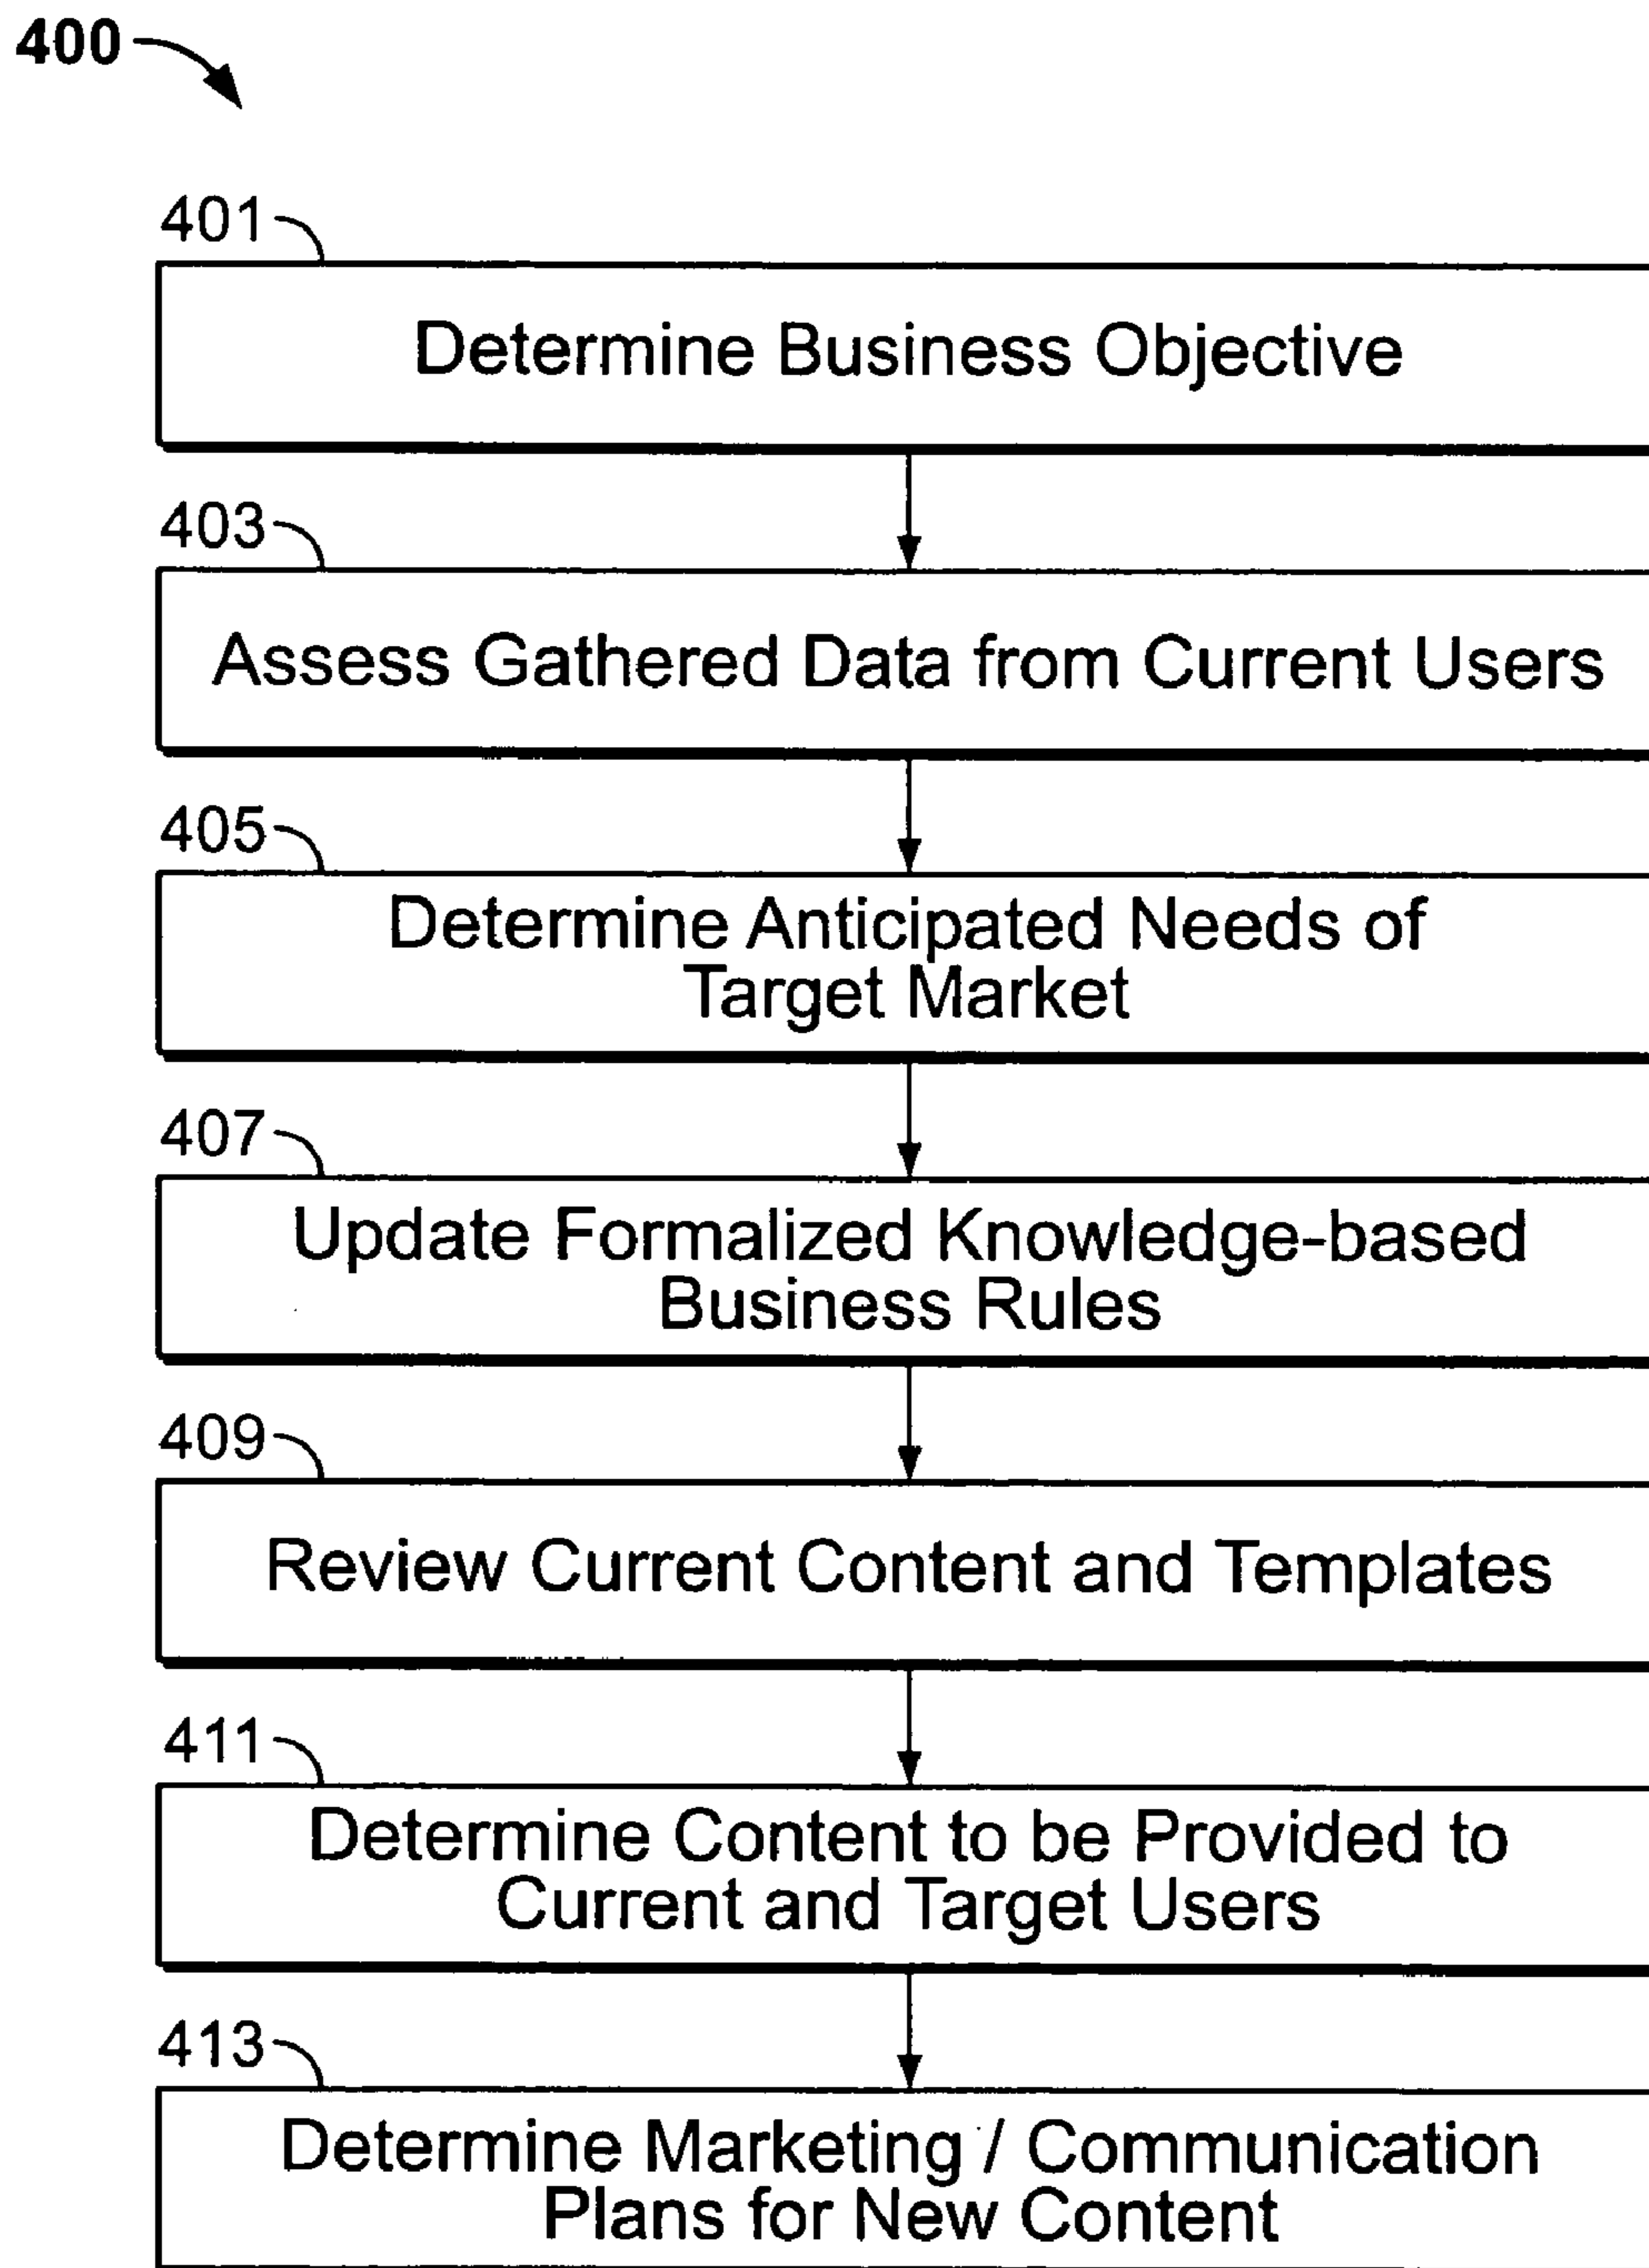 400
401
Determine Business Objective
403
Assess Gathered Data from Current Users
405
Determine Anticipated Needs of
Target Market
407
Update Formalized Knowledge-based
Business Rules
409
Review Current Content and Templates
411
Determine Content to be Provided to
Current and Target Users
413
Determine Marketing / Communication
Plans for New Content